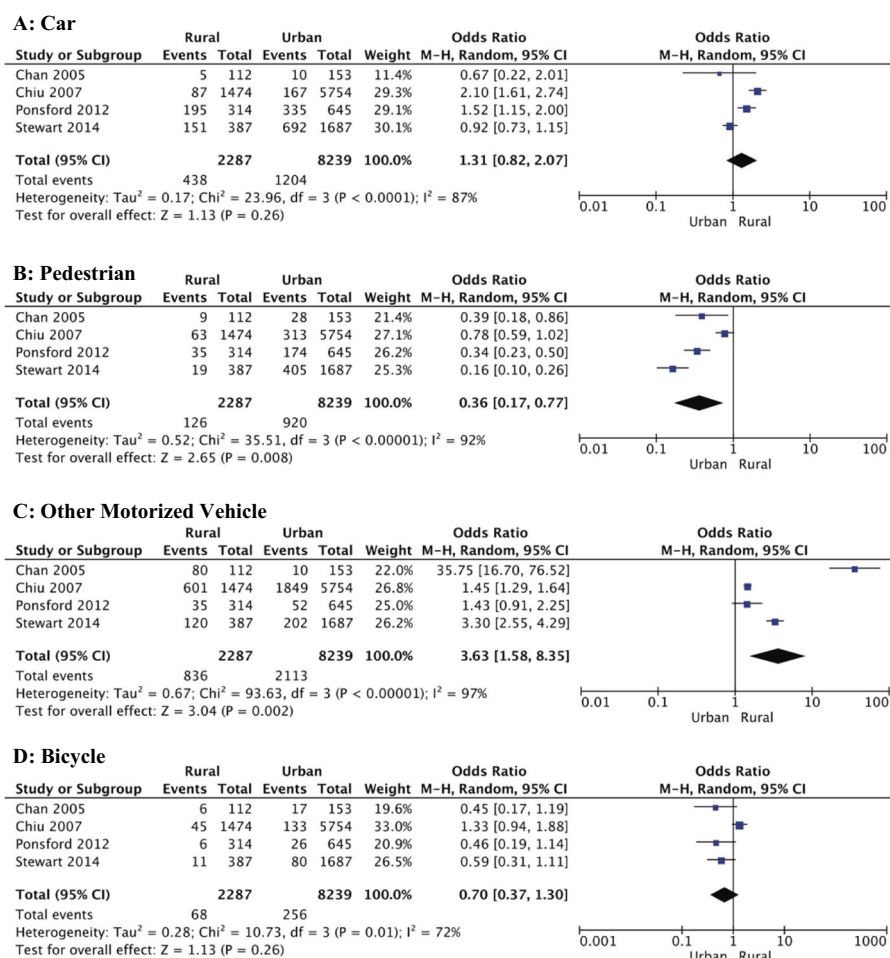 A: Car
Rural Urban Odds Ratio Odds Ratio
Study or Subgroup Events Total Events Total Weight M-H, Random, 95% CI M-H, Random, 95% CI
Chan 2005 5 112 10 153 11.4% 0.67 [0.22, 2.01]
Chiu 2007 87 1474 167 5754 29.3% 2.10 [1.61, 2.74]
Ponsford 2012 195 314 335 645 29.1% 1.52 [1.15, 2.00]
Stewart 2014 151 387 692 1687 30.1% 0.92 [0.73, 1.15]
Total (95% CI) 2287 8239 100.0% 1.31 [0.82, 2.07]
Total events 438 1204
Heterogeneity: Tau² = 0.17; Chi² = 23.96, df = 3 (P < 0.0001); I² = 87%
Test for overall effect: Z = 1.13 (P = 0.26)
0.01 0.1 1 10 100
Urban Rural
B: Pedestrian
Rural Urban Odds Ratio Odds Ratio
Study or Subgroup Events Total Events Total Weight M-H, Random, 95% CI M-H, Random, 95% CI
Chan 2005 9 112 28 153 21.4% 0.39 [0.18, 0.86]
Chiu 2007 63 1474 313 5754 27.1% 0.78 [0.59, 1.02]
Ponsford 2012 35 314 174 645 26.2% 0.34 [0.23, 0.50]
Stewart 2014 19 387 405 1687 25.3% 0.16 [0.10, 0.26]
Total (95% CI) 2287 8239 100.0% 0.36 [0.17, 0.77]
Total events 126 920
Heterogeneity: Tau² = 0.52; Chi² = 35.51, df = 3 (P < 0.00001); I² = 92%
Test for overall effect: Z = 2.65 (P = 0.008)
0.01 0.1 1 10 100
Urban Rural
C: Other Motorized Vehicle
Rural Urban Odds Ratio Odds Ratio
Study or Subgroup Events Total Events Total Weight M-H, Random, 95% CI M-H, Random, 95% CI
Chan 2005 80 112 10 153 22.0% 35.75 [16.70, 76.52]
Chiu 2007 601 1474 1849 5754 26.8% 1.45 [1.29, 1.64]
Ponsford 2012 35 314 52 645 25.0% 1.43 [0.91, 2.25]
Stewart 2014 120 387 202 1687 26.2% 3.30 [2.55, 4.29]
Total (95% CI) 2287 8239 100.0% 3.63 [1.58, 8.35]
Total events 836 2113
Heterogeneity: Tau² = 0.67; Chi² = 93.63, df = 3 (P < 0.00001); I² = 97%
Test for overall effect: Z = 3.04 (P = 0.002)
0.01 0.1 1 10 100
Urban Rural
D: Bicycle
Rural Urban Odds Ratio Odds Ratio
Study or Subgroup Events Total Events Total Weight M-H, Random, 95% CI M-H, Random, 95% CI
Chan 2005 6 112 17 153 19.6% 0.45 [0.17, 1.19]
Chiu 2007 45 1474 133 5754 33.0% 1.33 [0.94, 1.88]
Ponsford 2012 6 314 26 645 20.9% 0.46 [0.19, 1.14]
Stewart 2014 11 387 80 1687 26.5% 0.59 [0.31, 1.11]
Total (95% CI) 2287 8239 100.0% 0.70 [0.37, 1.30]
Total events 68 256
Heterogeneity: Tau² = 0.28; Chi² = 10.73, df = 3 (P = 0.01); I² = 72%
Test for overall effect: Z = 1.13 (P = 0.26)
0.001 0.1 1 10 1000
Urban Rural